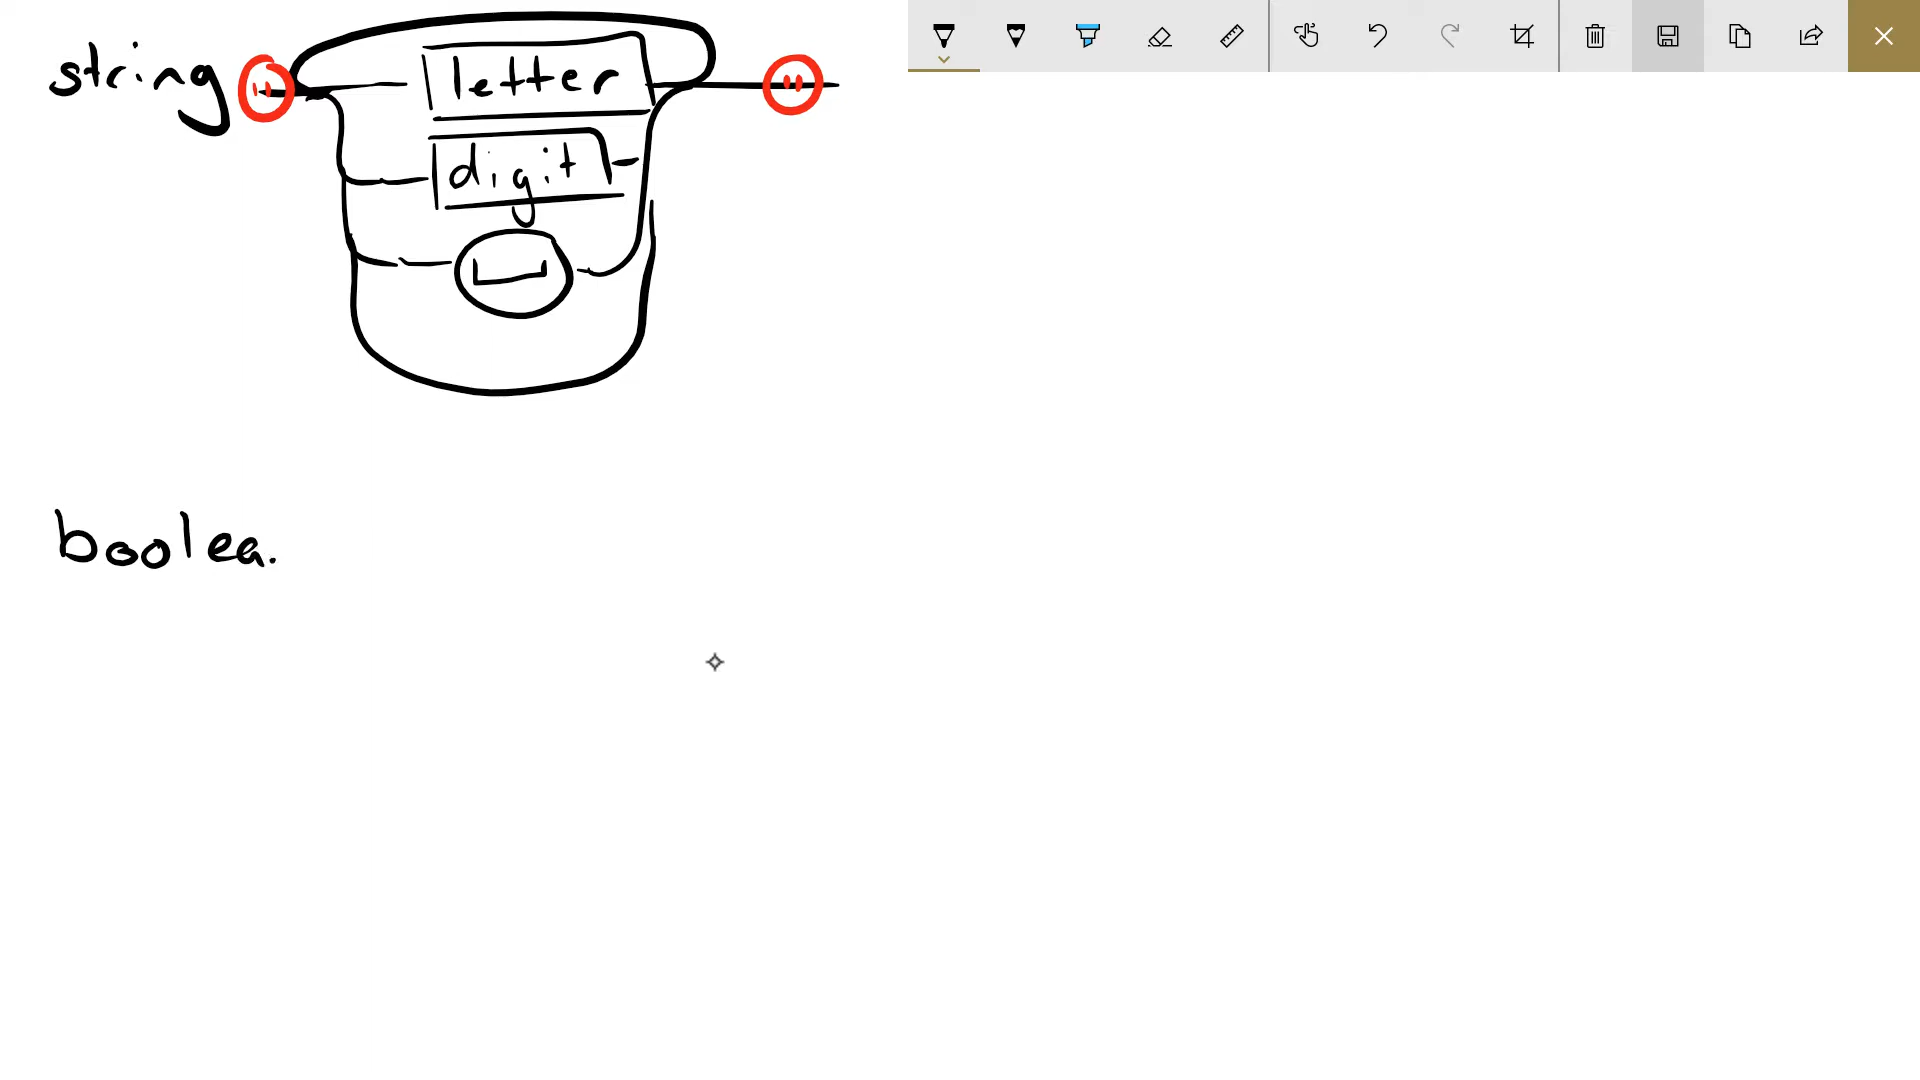 string " letter "
digit
boolea.